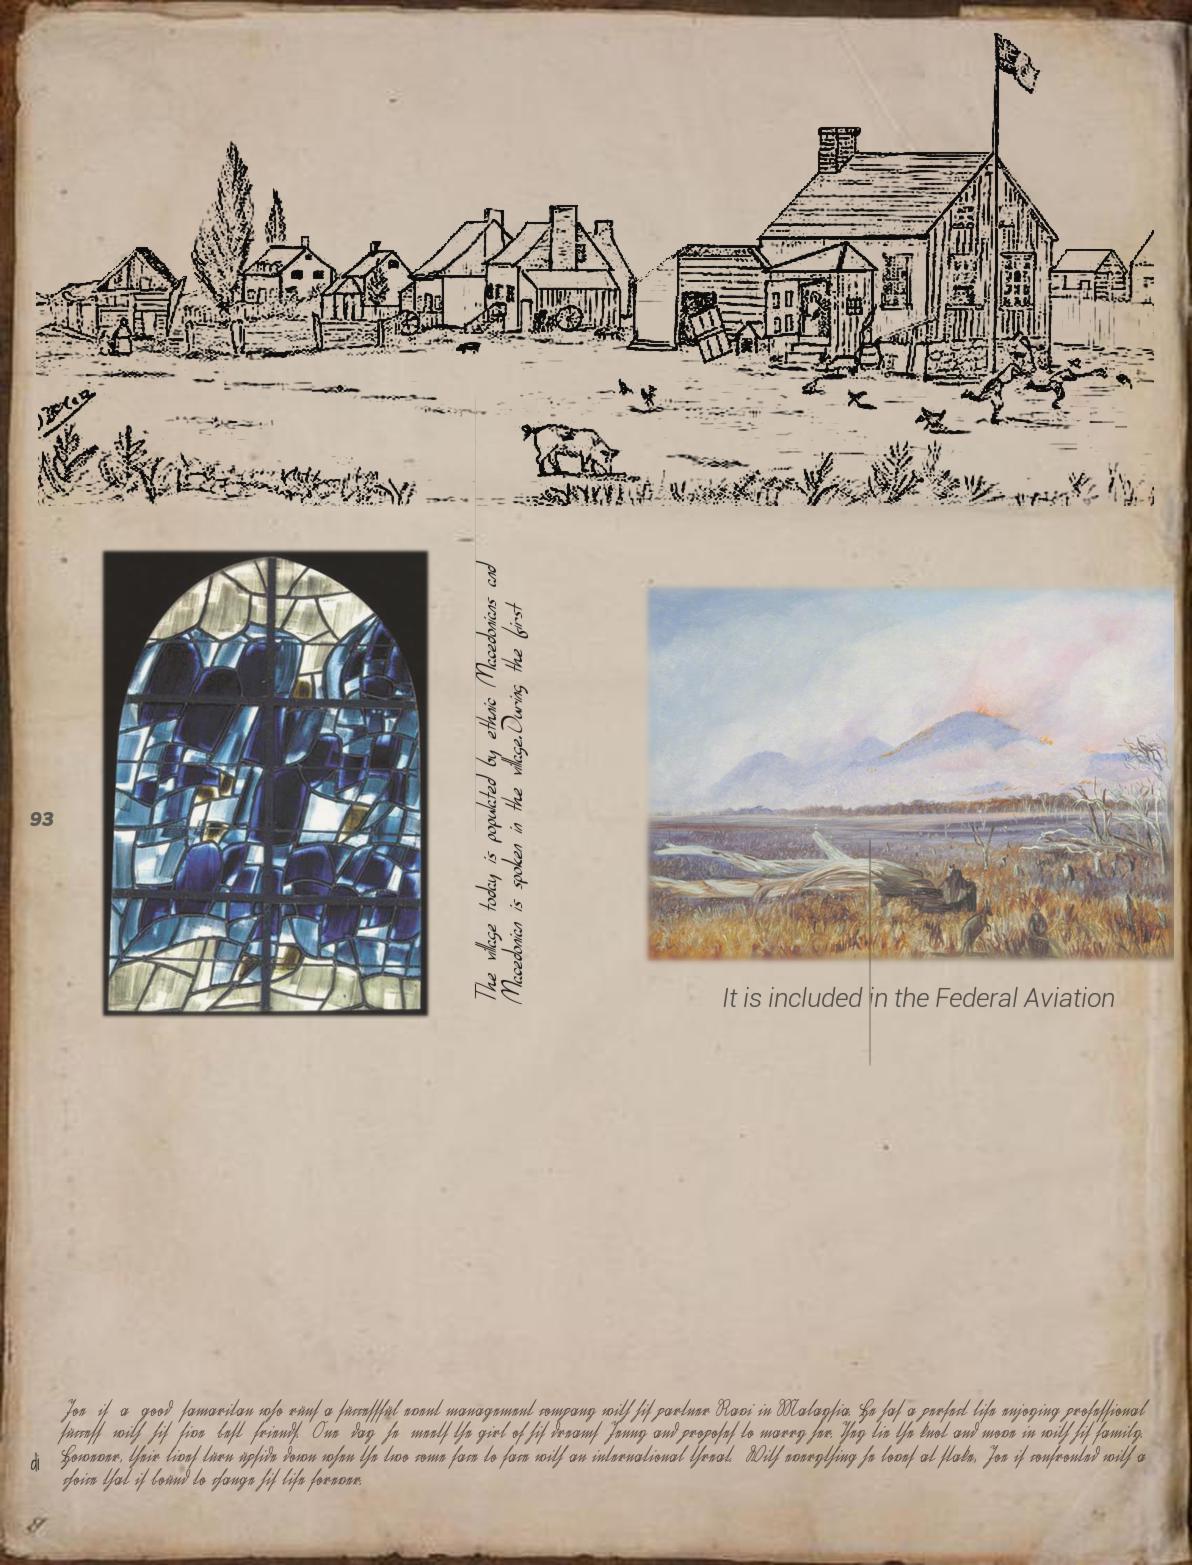 The village today is populated by ethnic Macedonians and
Macedonian is spoken in the village.During the first
93
It is included in the Federal Aviation
Joe is a good samaritan who runs a successful event management company with his partner Ravi in Malaysia. He has a perfect life enjoying professional
success with his five best friends. One day he meets the girl of his dreams Jenny and proposes to marry her. They tie the knot and move in with his family.
However, their lives turn upside down when the two come face to face with an international threat. With everything he loves at stake, Joe is confronted with a
choice that is bound to change his life forever.
di